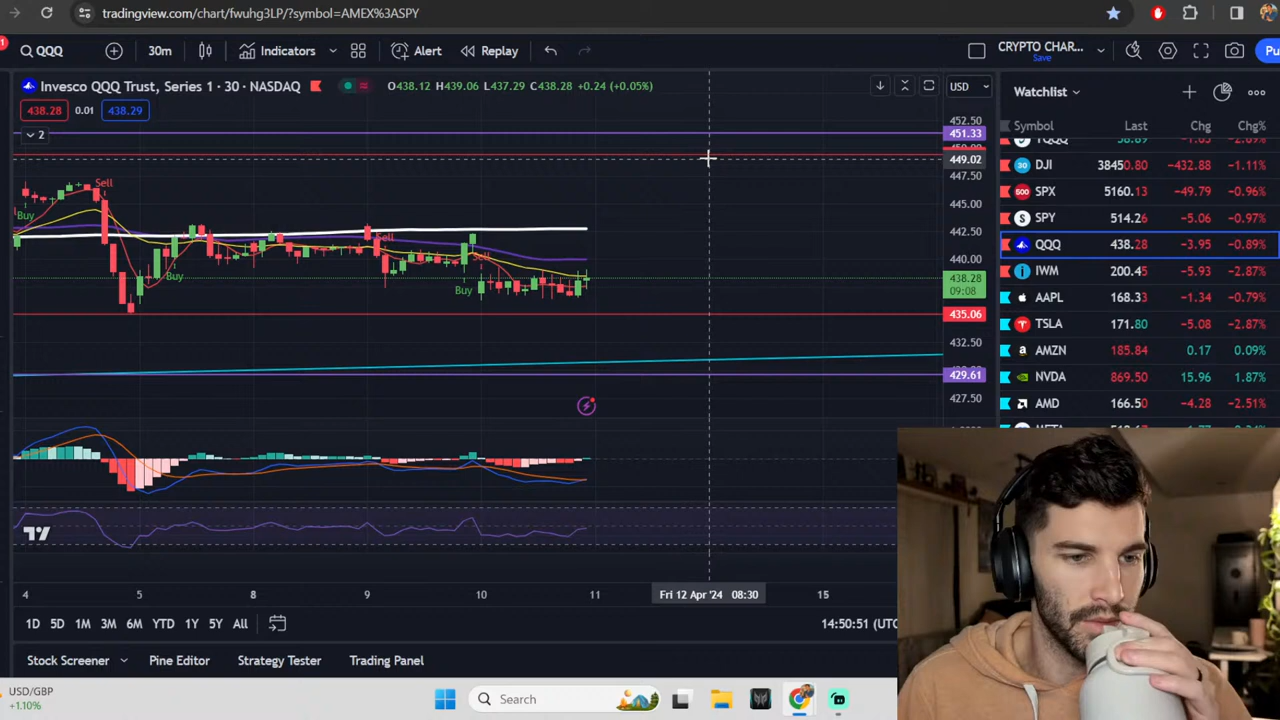 tradingview.com/chart/fwuhg3LP/?symbol=AMEX%3ASPY
QQQ 30m Indicators Alert Replay CRYPTO CHAR... Save Pu
Invesco QQQ Trust, Series 1 · 30 · NASDAQ O438.12 H439.06 L437.29 C438.28 +0.24 (+0.05%) USD
438.28 0.01 438.29
2
Sell
Buy
Buy
Sell
Sell
Buy
452.50
451.33
449.02
447.50
445.00
442.50
440.00
438.28
09:08
435.06
432.50
429.61
427.50
4 5 8 9 10 11 Fri 12 Apr '24 08:30 15
1D 5D 1M 3M 6M YTD 1Y 5Y All 14:50:51 (UTC
Stock Screener Pine Editor Strategy Tester Trading Panel
Watchlist
Symbol Last Chg Chg%
DJI 38450.80 −432.88 −1.11%
SPX 5160.13 −49.79 −0.96%
SPY 514.26 −5.06 −0.97%
QQQ 438.28 −3.95 −0.89%
IWM 200.45 −5.93 −2.87%
AAPL 168.33 −1.34 −0.79%
TSLA 171.80 −5.08 −2.87%
AMZN 185.84 0.17 0.09%
NVDA 869.50 15.96 1.87%
AMD 166.50 −4.28 −2.51%
USD/GBP
+1.10%
Search